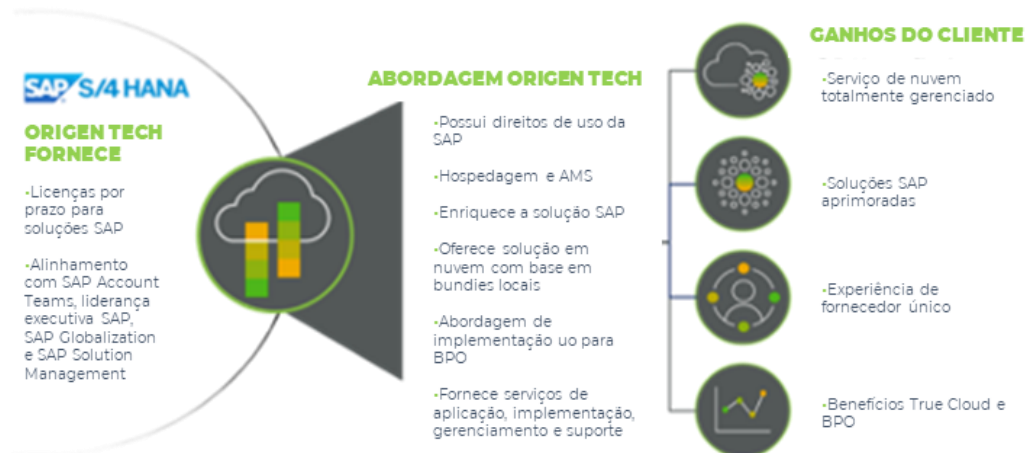 SAP S/4 HANA
ORIGEN TECH
FORNECE
•Licenças por
prazo para
soluções SAP
•Alinhamento
com SAP Account
Teams, liderança
executiva SAP,
SAP Globalization
e SAP Solution
Management
ABORDAGEM ORIGEN TECH
•Possui direitos de uso da
SAP
•Hospedagem e AMS
•Enriquece a solução SAP
•Oferece solução em
nuvem com base em
bundies locais
•Abordagem de
implementação uo para
BPO
•Fornece serviços de
aplicação, implementação,
gerenciamento e suporte
GANHOS DO CLIENTE
•Serviço de nuvem
totalmente gerenciado
•Soluções SAP
aprimoradas
•Experiência de
fornecedor único
•Benefícios True Cloud e
BPO